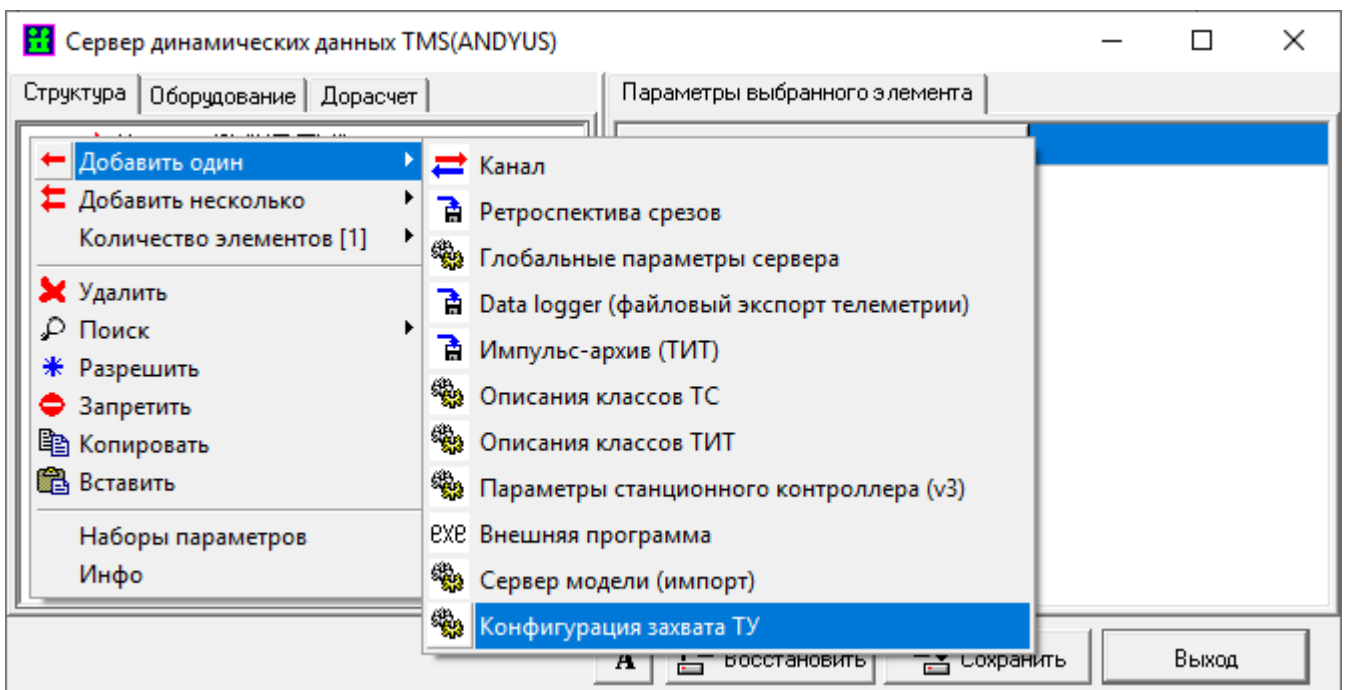 Сервер динамических данных TMS(ANDYUS)
Структура Оборудование Дорасчет
Параметры выбранного элемента
Добавить один
Добавить несколько
Количество элементов [1]
Удалить
Поиск
Разрешить
Запретить
Копировать
Вставить
Наборы параметров
Инфо
Канал
Ретроспектива срезов
Глобальные параметры сервера
Data logger (файловый экспорт телеметрии)
Импульс-архив (ТИТ)
Описания классов ТС
Описания классов ТИТ
Параметры станционного контроллера (v3)
exe Внешняя программа
Сервер модели (импорт)
Конфигурация захвата ТУ
A Восстановить Сохранить Выход